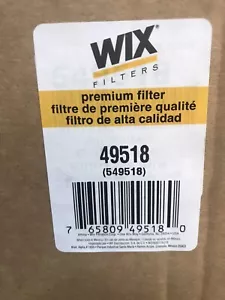 WIX
FILTERS
premium filter
filtre de première qualité
filtro de alta calidad
49518
(549518)
7 65809 49518 0